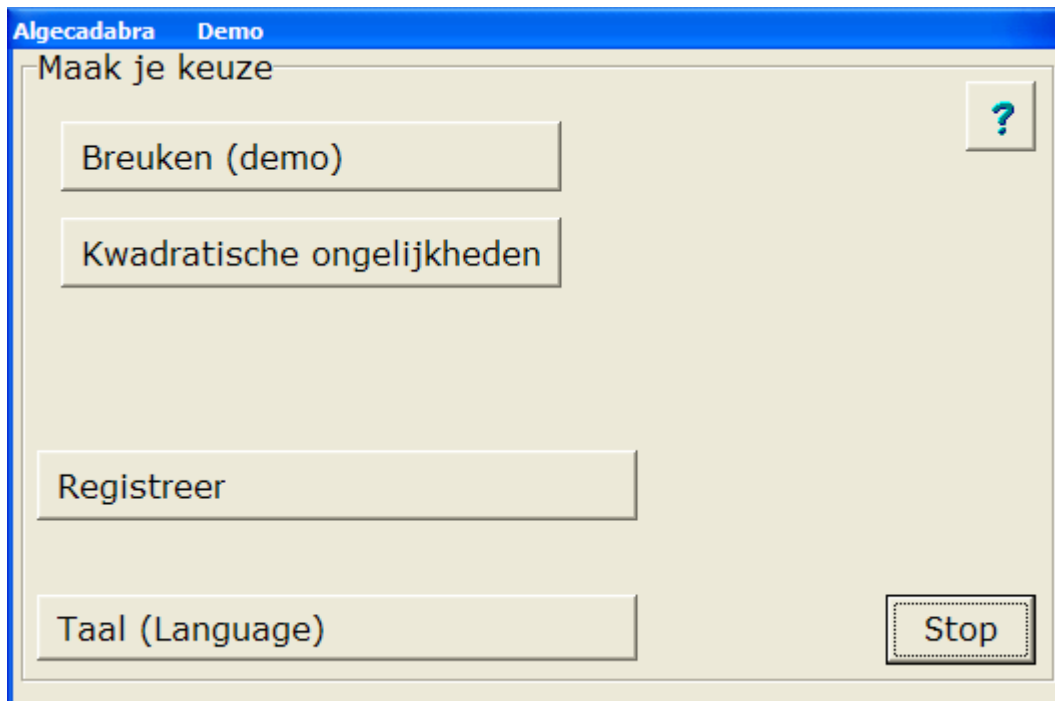 Algecadabra Demo
Maak je keuze
?
Breuken (demo)
Kwadratische ongelijkheden
Registreer
Taal (Language)
Stop